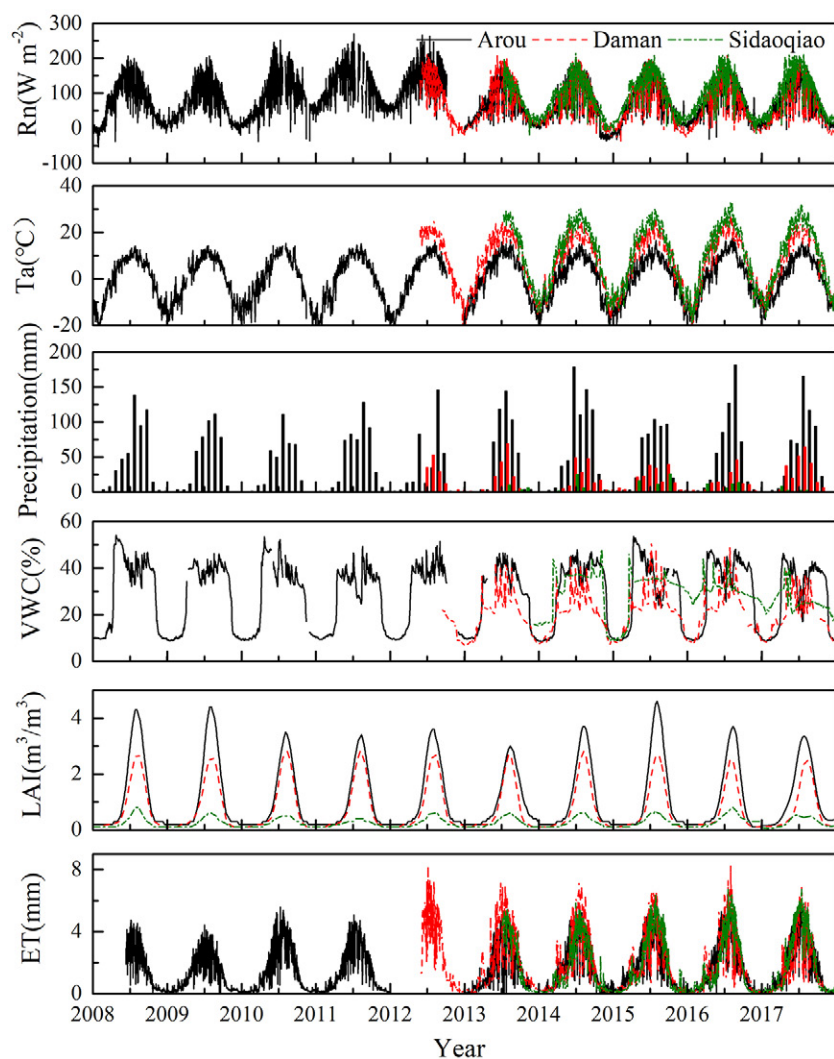 Arou Daman Sidaoqiao
Rn(W m⁻²)
300
200
100
0
-100
Ta(°C)
40
20
0
-20
Precipitation(mm)
200
150
100
50
0
VWC(%)
60
40
20
0
LAI(m³/m³)
4
2
0
ET(mm)
8
4
0
2008 2009 2010 2011 2012 2013 2014 2015 2016 2017
Year